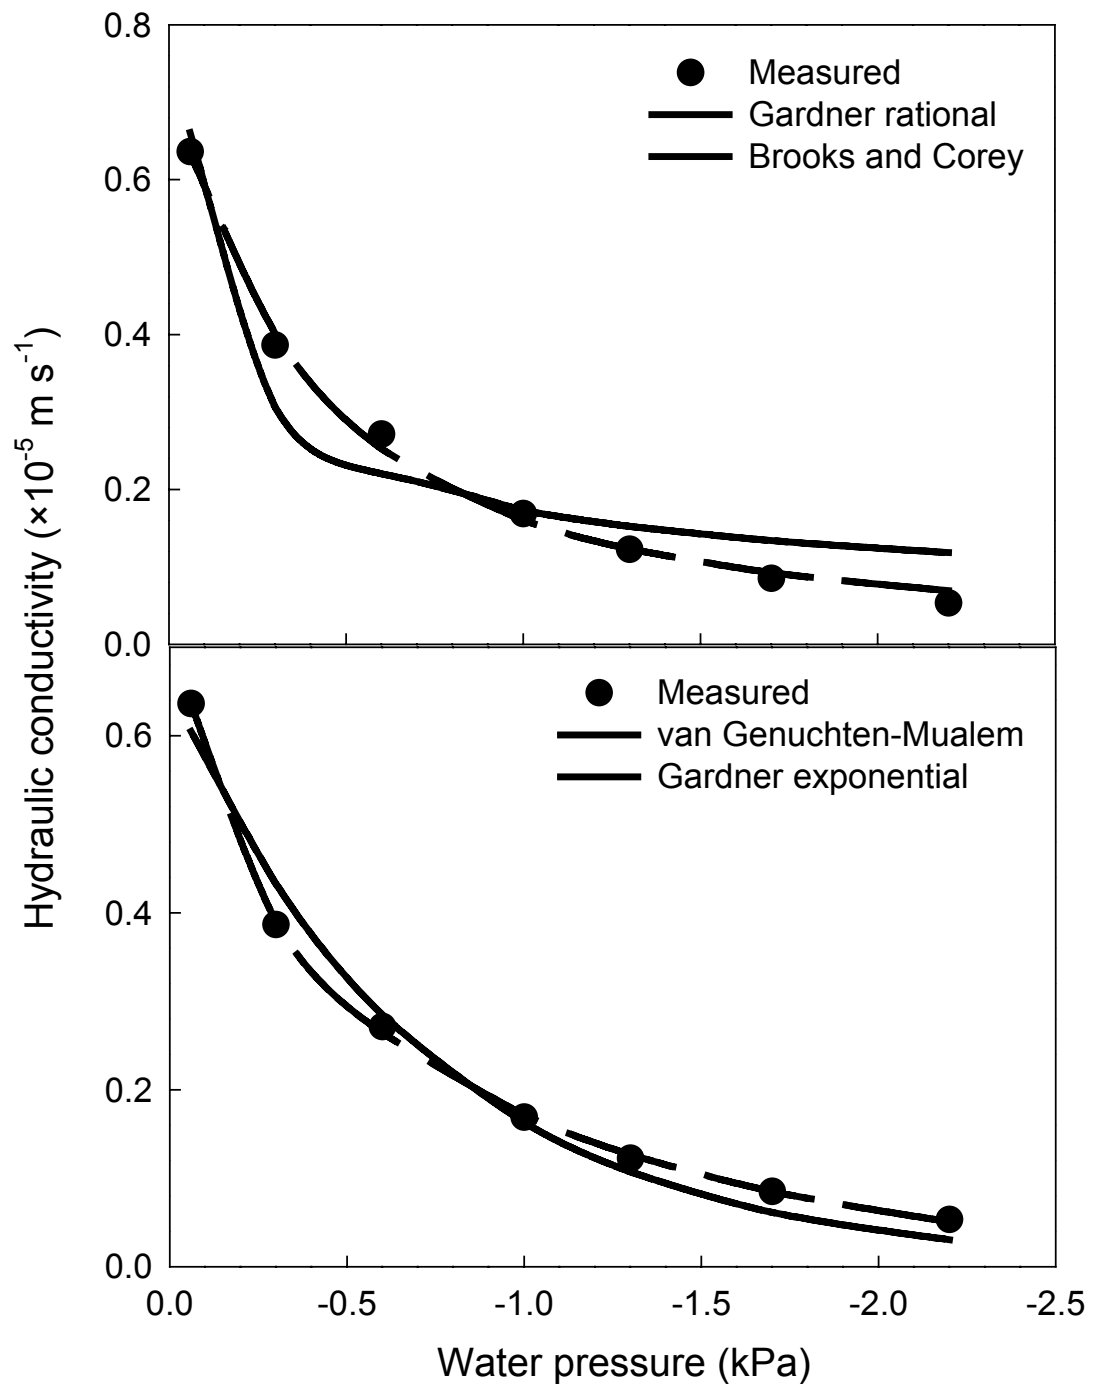 0.8
Measured
Gardner rational
Brooks and Corey
0.6
0.4
0.2
0.0
Hydraulic conductivity (×10⁻⁵ m s⁻¹)
Measured
van Genuchten-Mualem
Gardner exponential
0.6
0.4
0.2
0.0
0.0 -0.5 -1.0 -1.5 -2.0 -2.5
Water pressure (kPa)